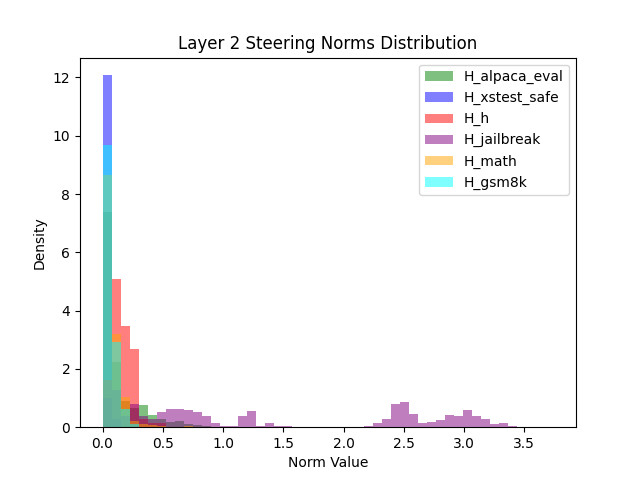 Layer 2 Steering Norms Distribution
H_alpaca_eval
H_xstest_safe
H_h
H_jailbreak
H_math
H_gsm8k
12
10
8
6
4
2
0
Density
0.0 0.5 1.0 1.5 2.0 2.5 3.0 3.5
Norm Value